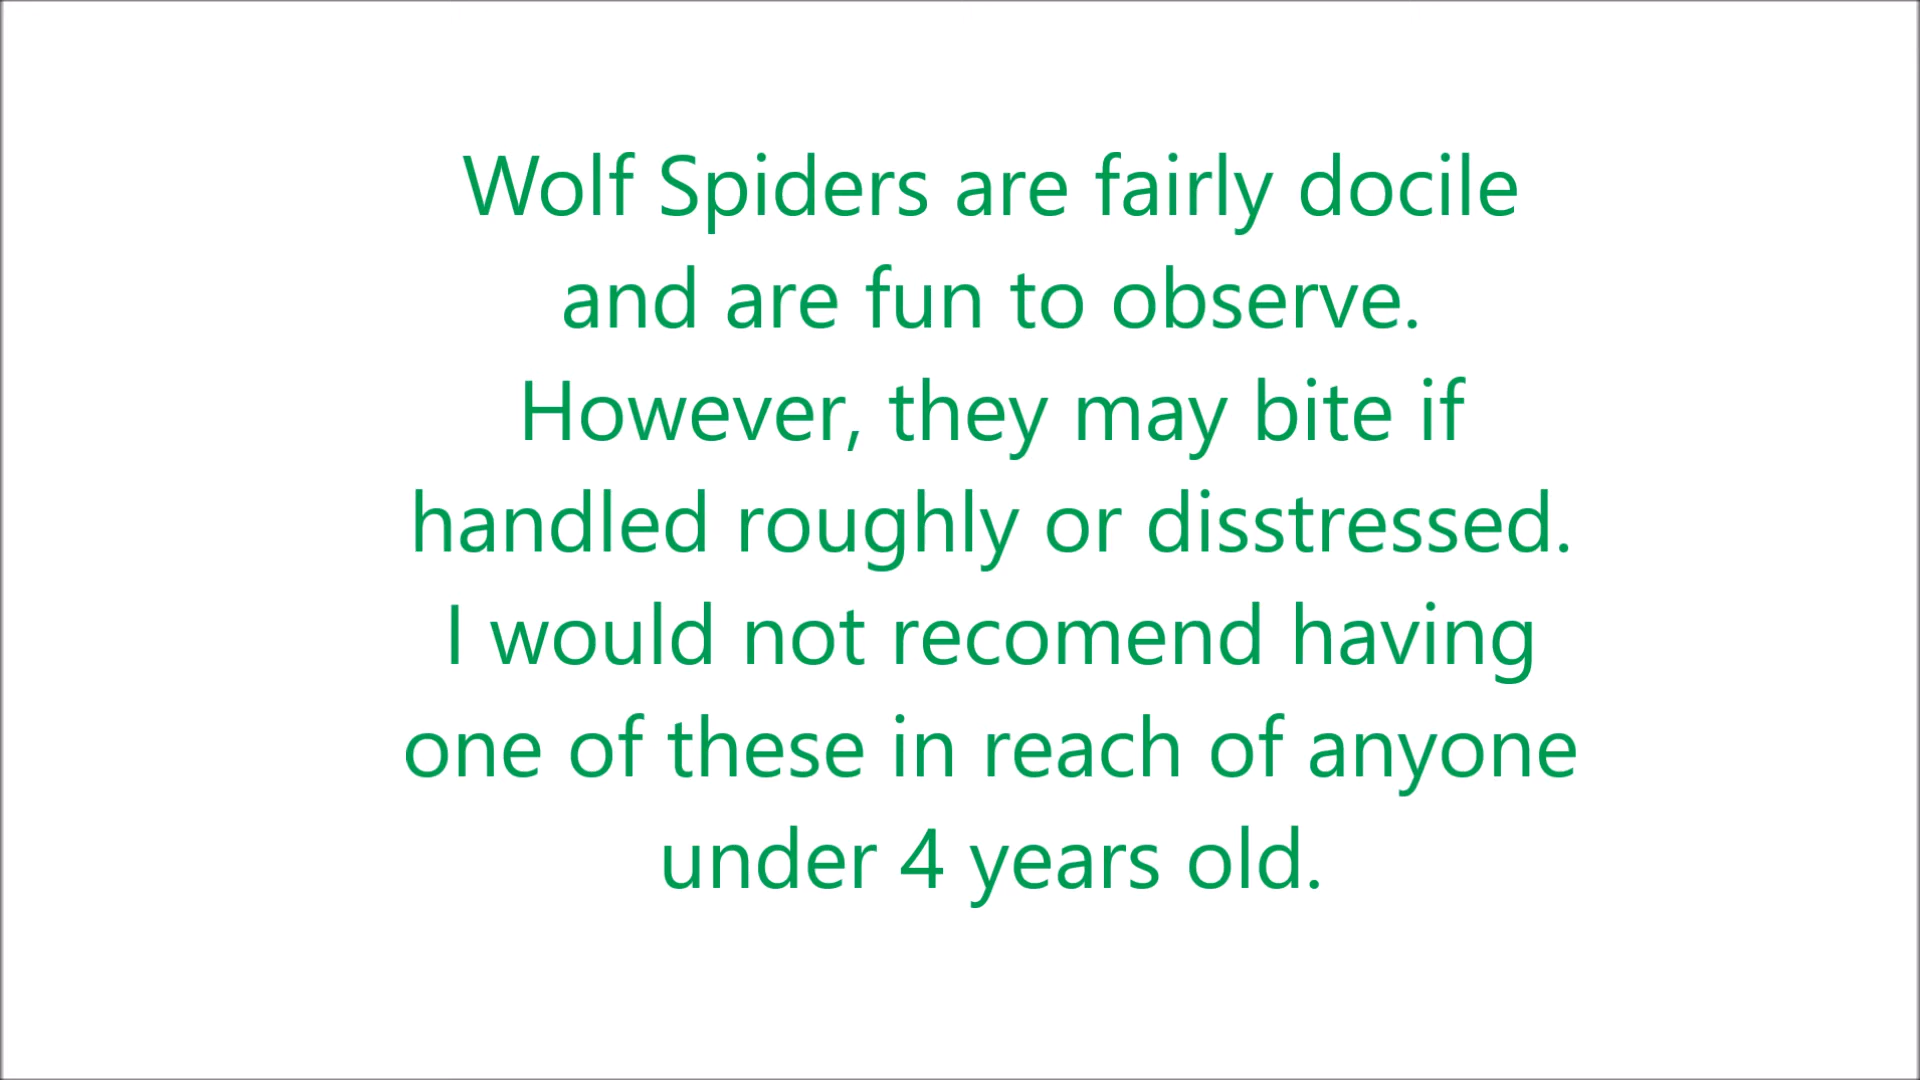 Wolf Spiders are fairly docile
and are fun to observe.
However, they may bite if
handled roughly or disstressed.
I would not recomend having
one of these in reach of anyone
under 4 years old.